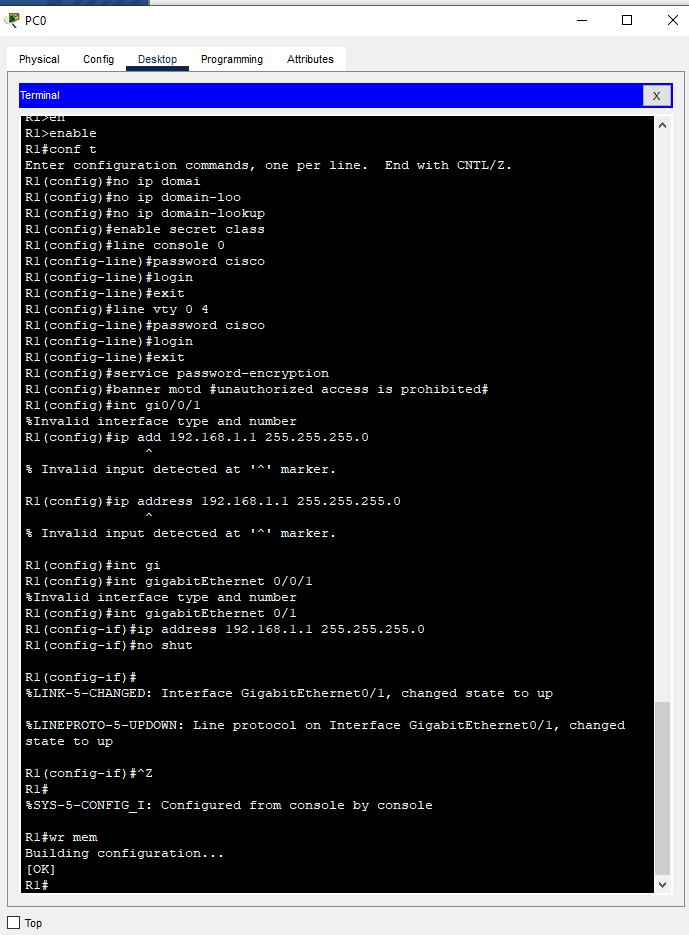 PC0
Physical Config Desktop Programming Attributes
Terminal X
R1>en
R1>enable
R1#conf t
Enter configuration commands, one per line.  End with CNTL/Z.
R1(config)#no ip domai
R1(config)#no ip domain-loo
R1(config)#no ip domain-lookup
R1(config)#enable secret class
R1(config)#line console 0
R1(config-line)#password cisco
R1(config-line)#login
R1(config-line)#exit
R1(config)#line vty 0 4
R1(config-line)#password cisco
R1(config-line)#login
R1(config-line)#exit
R1(config)#service password-encryption
R1(config)#banner motd #unauthorized access is prohibited#
R1(config)#int gi0/0/1
%Invalid interface type and number
R1(config)#ip add 192.168.1.1 255.255.255.0
^
% Invalid input detected at '^' marker.
R1(config)#ip address 192.168.1.1 255.255.255.0
^
% Invalid input detected at '^' marker.
R1(config)#int gi
R1(config)#int gigabitEthernet 0/0/1
%Invalid interface type and number
R1(config)#int gigabitEthernet 0/1
R1(config-if)#ip address 192.168.1.1 255.255.255.0
R1(config-if)#no shut
R1(config-if)#
%LINK-5-CHANGED: Interface GigabitEthernet0/1, changed state to up
%LINEPROTO-5-UPDOWN: Line protocol on Interface GigabitEthernet0/1, changed
state to up
R1(config-if)#^Z
R1#
%SYS-5-CONFIG_I: Configured from console by console
R1#wr mem
Building configuration...
[OK]
R1#
Top